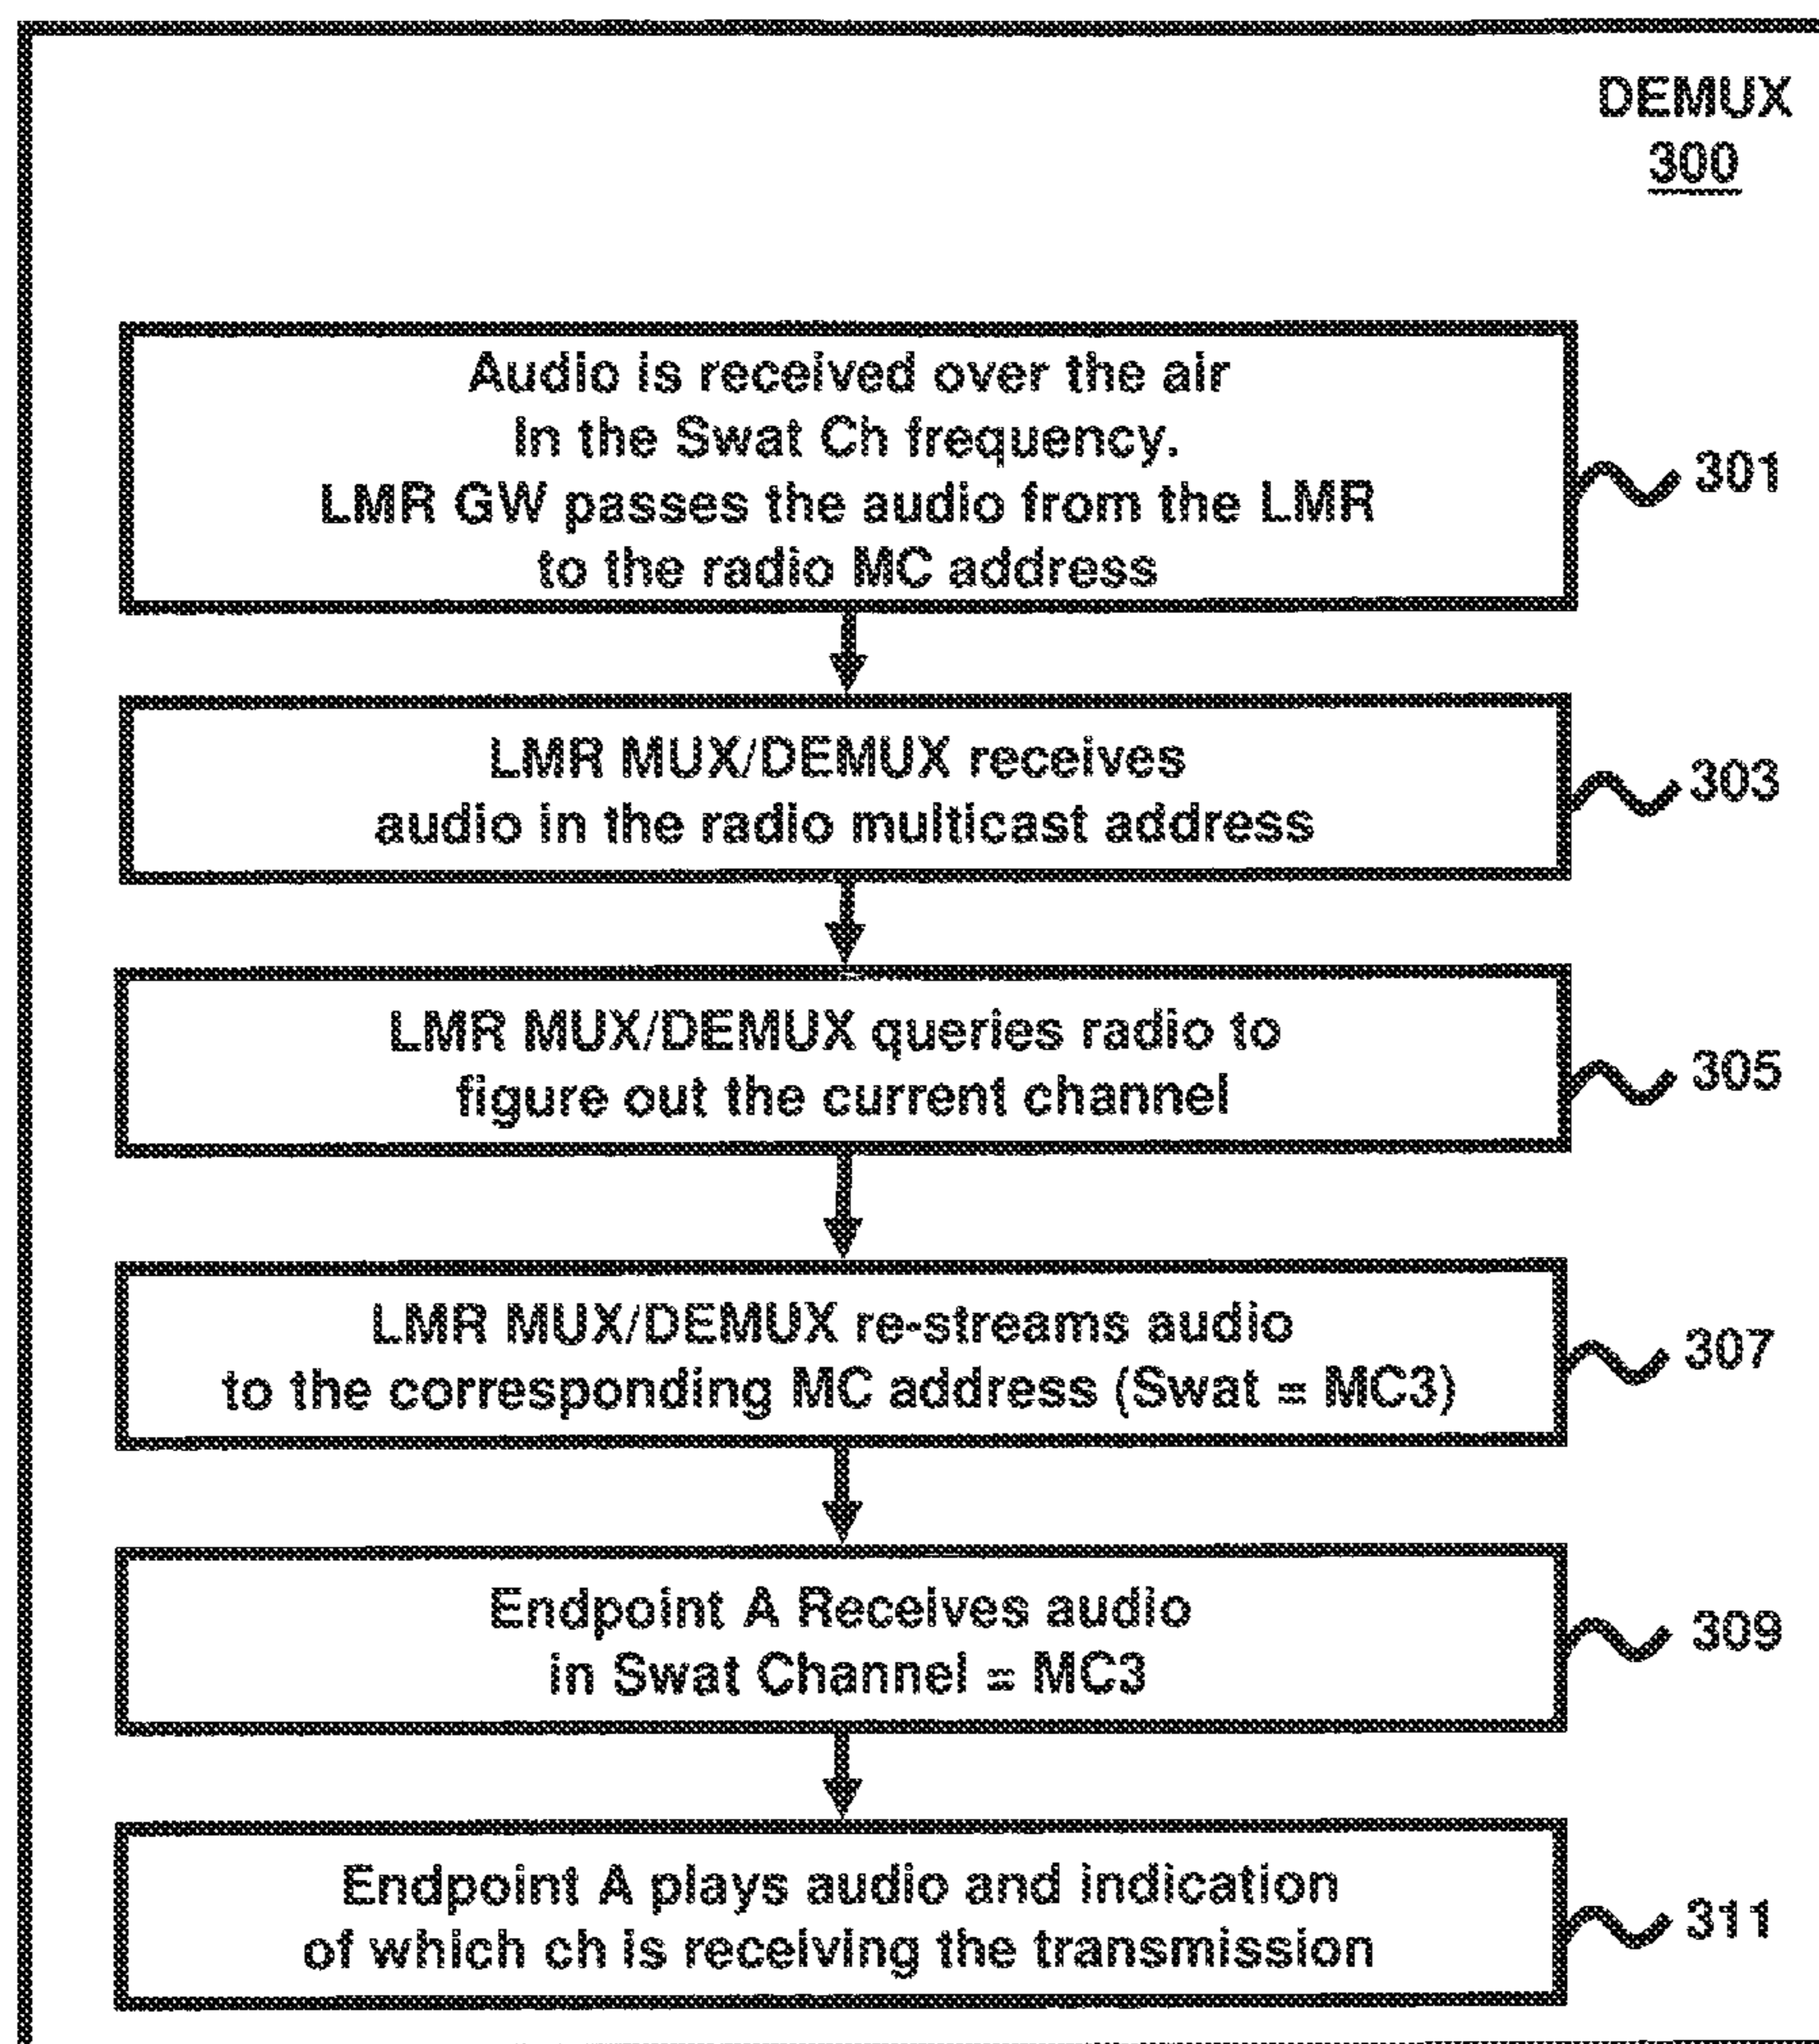 DEMUX
300
Audio is received over the air
in the Swat Ch frequency.
LMR GW passes the audio from the LMR
to the radio MC address
301
LMR MUX/DEMUX receives
audio in the radio multicast address
303
LMR MUX/DEMUX queries radio to
figure out the current channel
305
LMR MUX/DEMUX re-streams audio
to the corresponding MC address (Swat = MC3)
307
Endpoint A Receives audio
in Swat Channel = MC3
309
Endpoint A plays audio and indication
of which ch is receiving the transmission
311